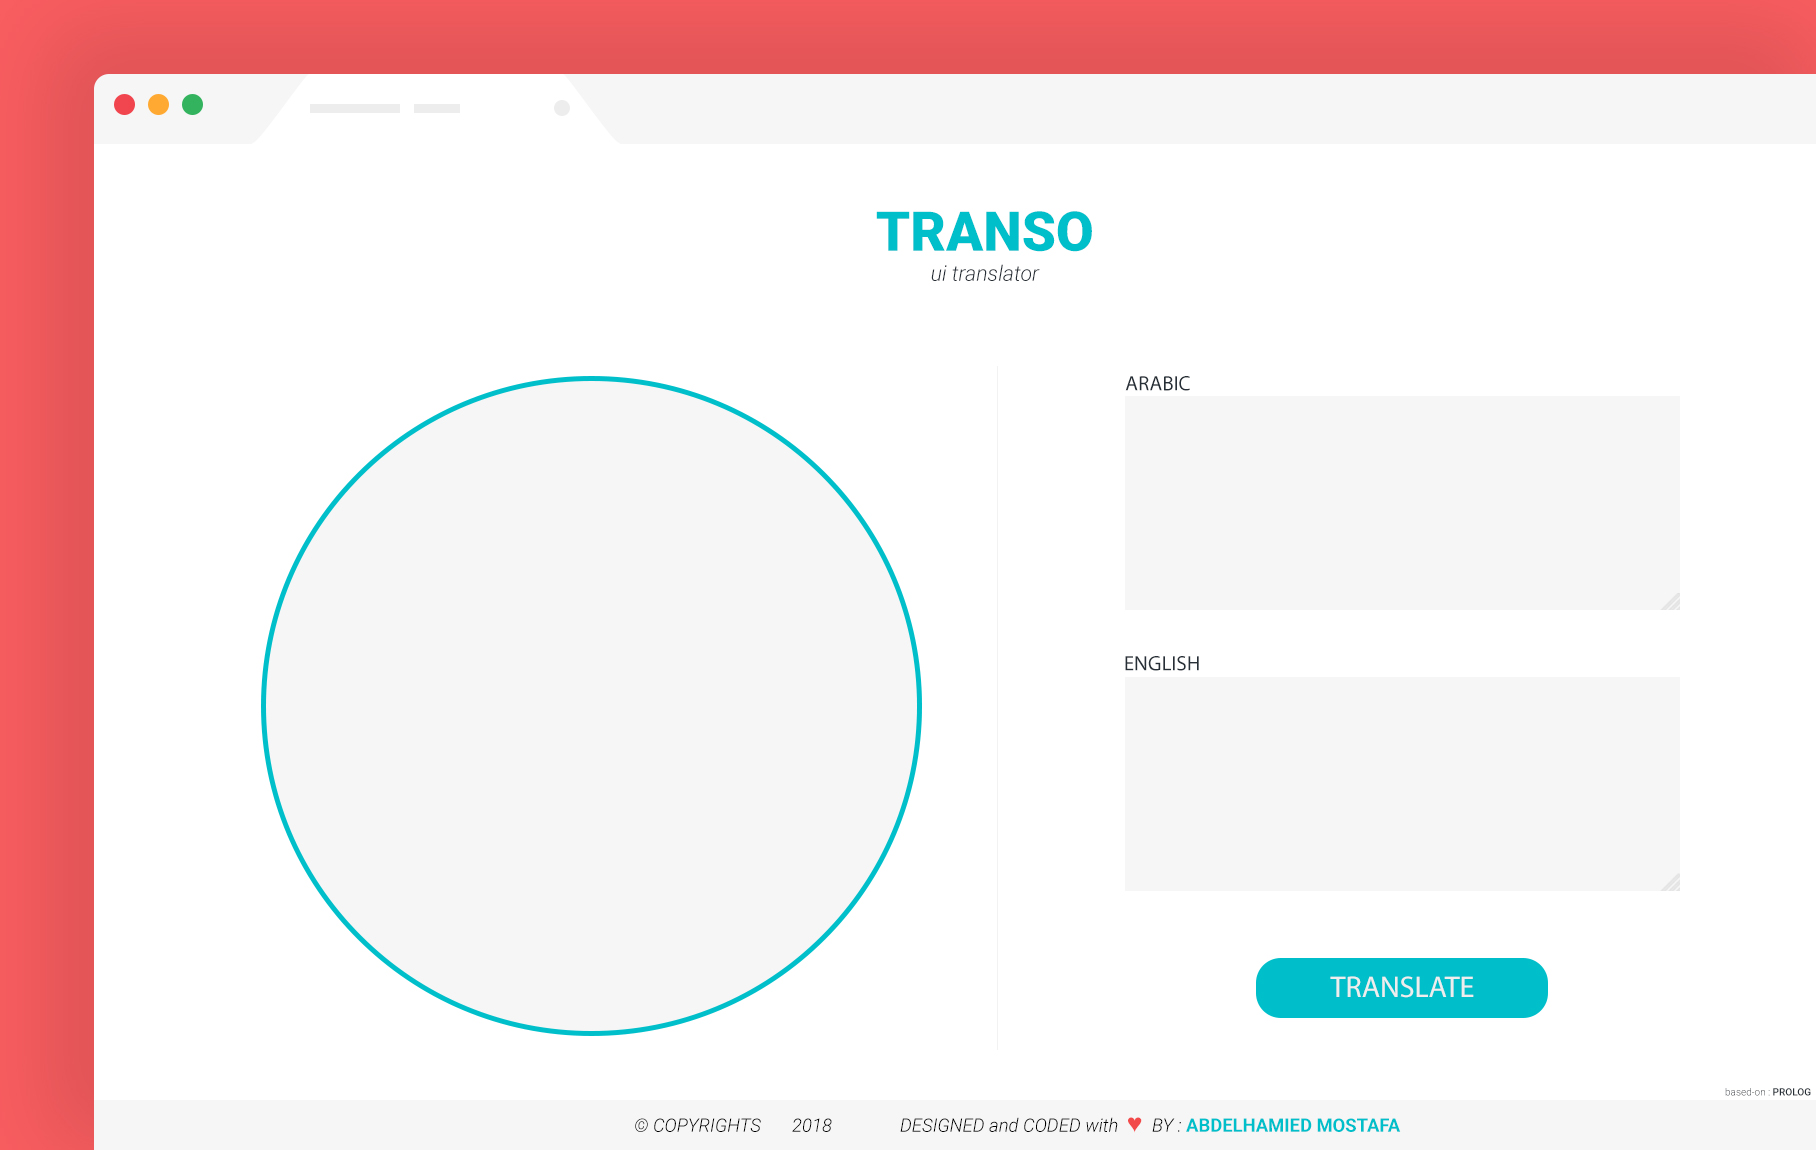 TRANSO
ui translator
ARABIC
ENGLISH
TRANSLATE
based-on : PROLOG
© COPYRIGHTS 2018 DESIGNED and CODED with ♥ BY : ABDELHAMIED MOSTAFA